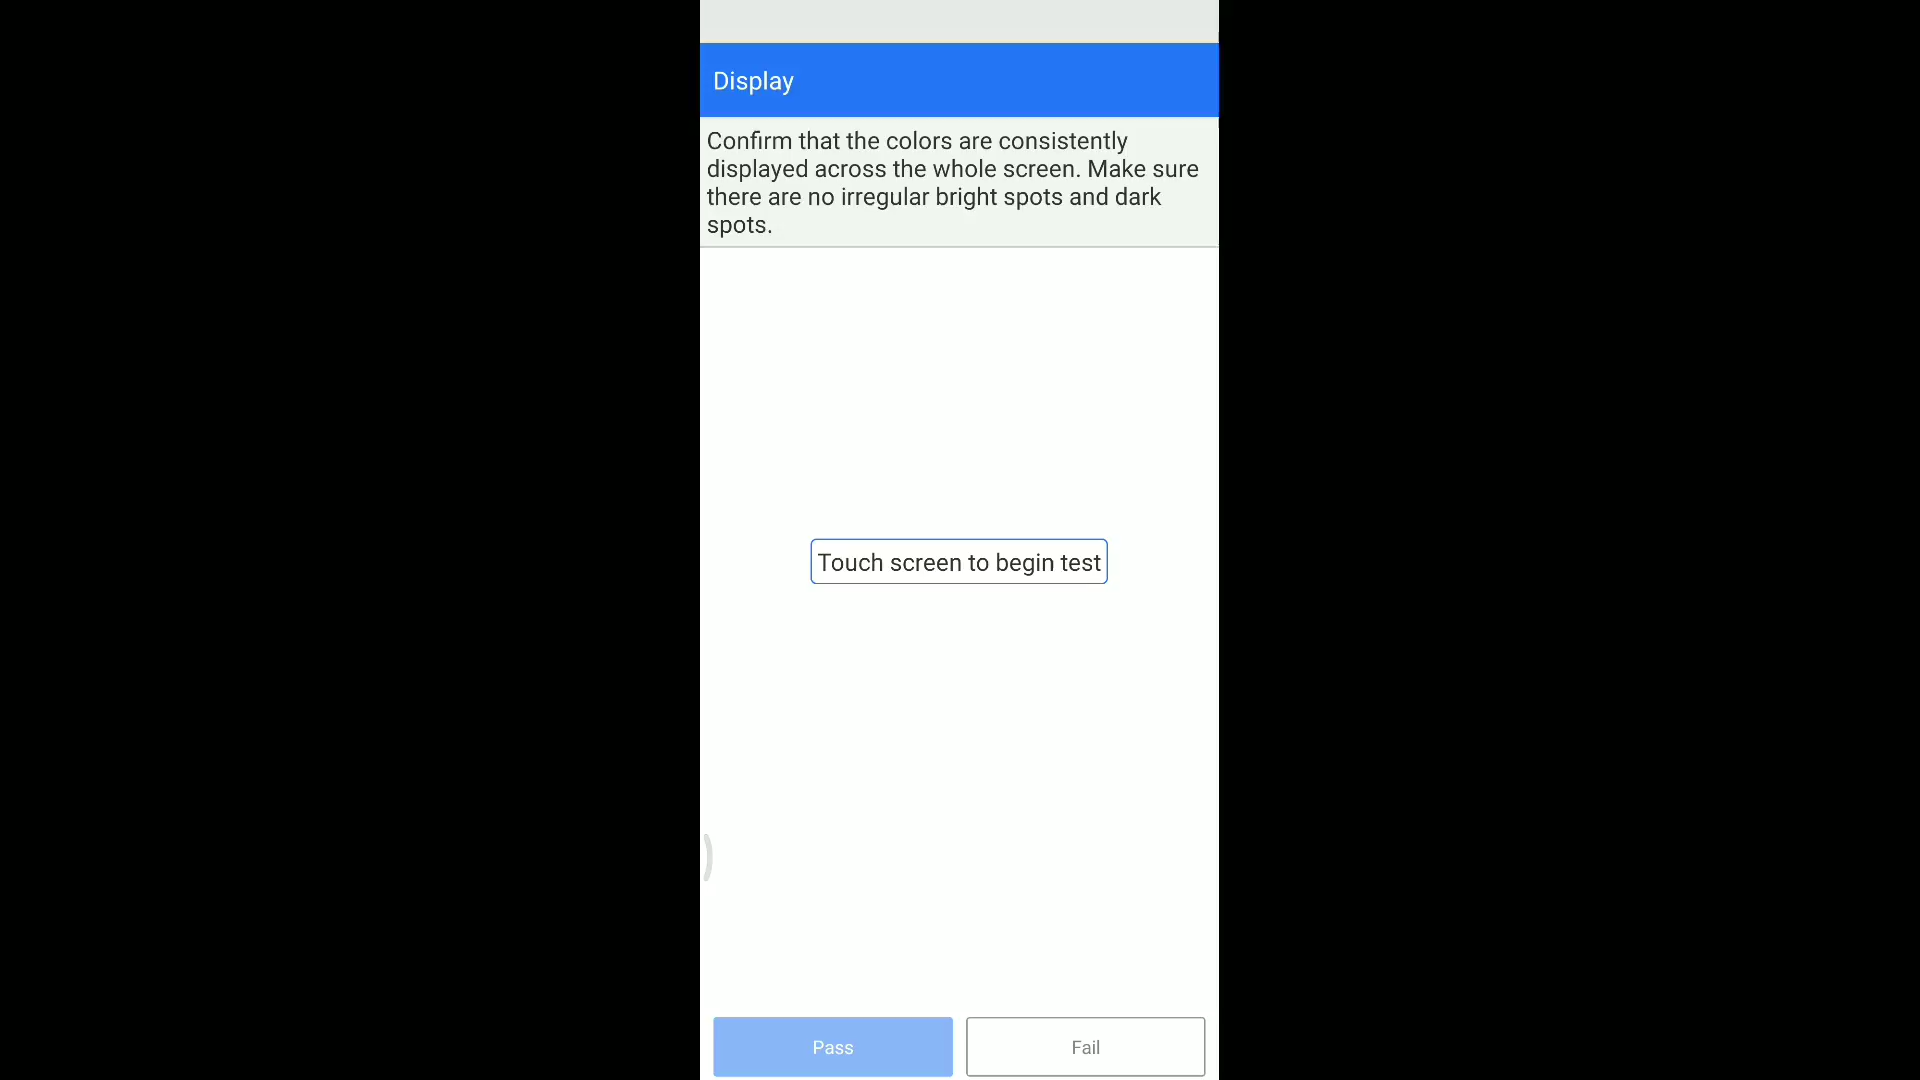 Display
Confirm that the colors are consistently
displayed across the whole screen. Make sure
there are no irregular bright spots and dark
spots.
Touch screen to begin test
Pass
Fail